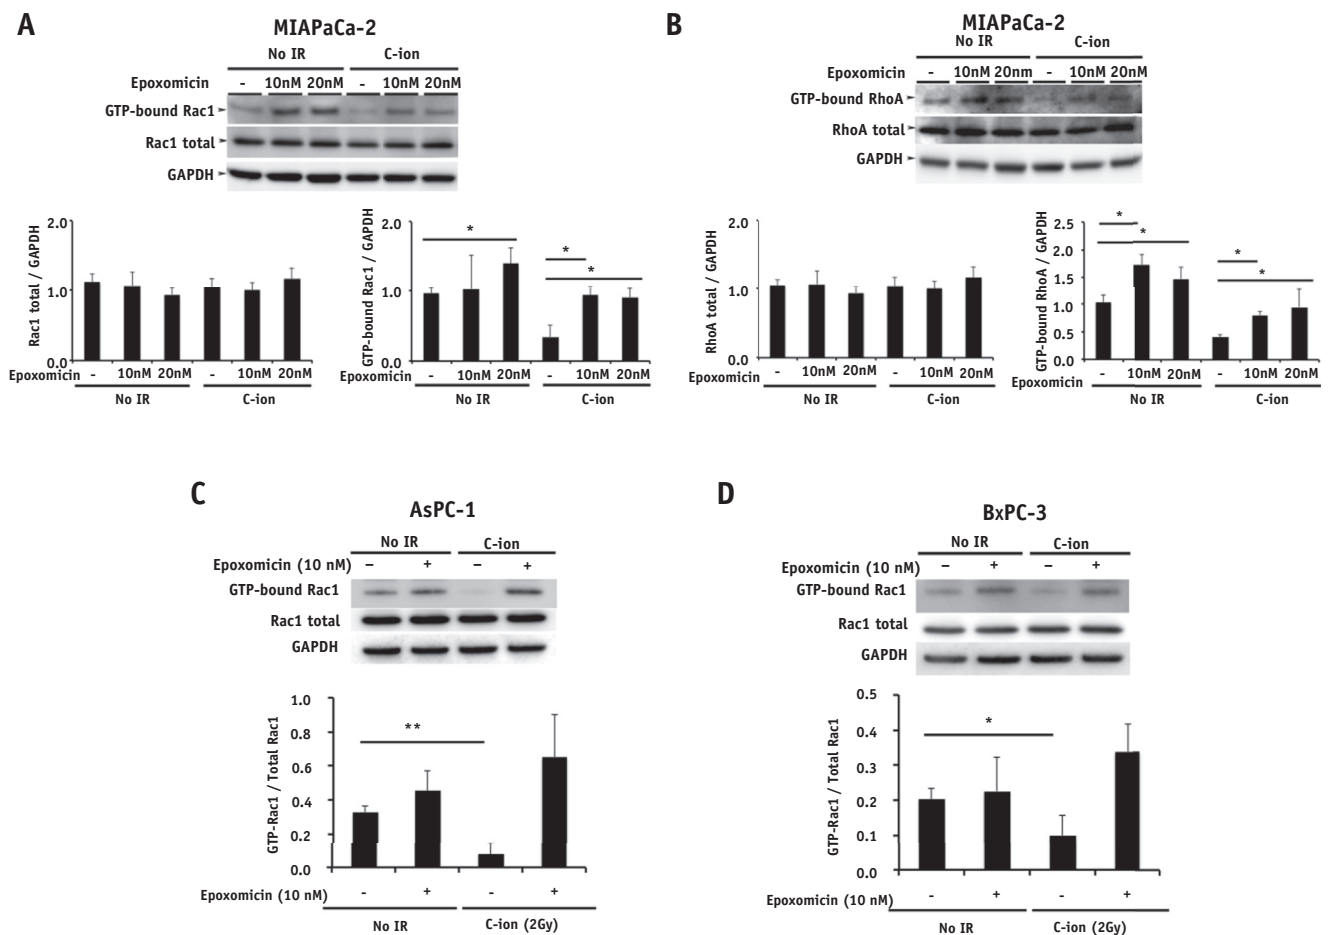 A
MIAPaCa-2
No IR C-ion
Epoxomicin - 10nM 20nM - 10nM 20nM
GTP-bound Rac1
Rac1 total
GAPDH
Rac1 total / GAPDH
2.0
1.0
0.0
Epoxomicin - 10nM 20nM - 10nM 20nM
No IR C-ion
GTP-bound Rac1 / GAPDH
2.0
1.0
0.0
* * *
Epoxomicin - 10nM 20nM - 10nM 20nM
No IR C-ion
B
MIAPaCa-2
No IR C-ion
Epoxomicin - 10nM 20nm - 10nM 20nM
GTP-bound RhoA
RhoA total
GAPDH
RhoA total / GAPDH
2.0
1.0
0.0
Epoxomicin - 10nM 20nM - 10nM 20nM
No IR C-ion
GTP-bound RhoA / GAPDH
2.5
2.0
1.5
1.0
0.5
0.0
* * * *
Epoxomicin - 10nM 20nM - 10nM 20nM
No IR C-ion
C
AsPC-1
No IR C-ion
Epoxomicin (10 nM) – + – +
GTP-bound Rac1
Rac1 total
GAPDH
GTP-Rac1 / Total Rac1
1.0
0.8
0.6
0.4
0.2
0.0
**
Epoxomicin (10 nM) - + - +
No IR C-ion (2Gy)
D
BxPC-3
No IR C-ion
Epoxomicin (10 nM) – + – +
GTP-bound Rac1
Rac1 total
GAPDH
GTP-Rac1 / Total Rac1
0.5
0.4
0.3
0.2
0.1
0.0
*
Epoxomicin (10 nM) - + - +
No IR C-ion (2Gy)